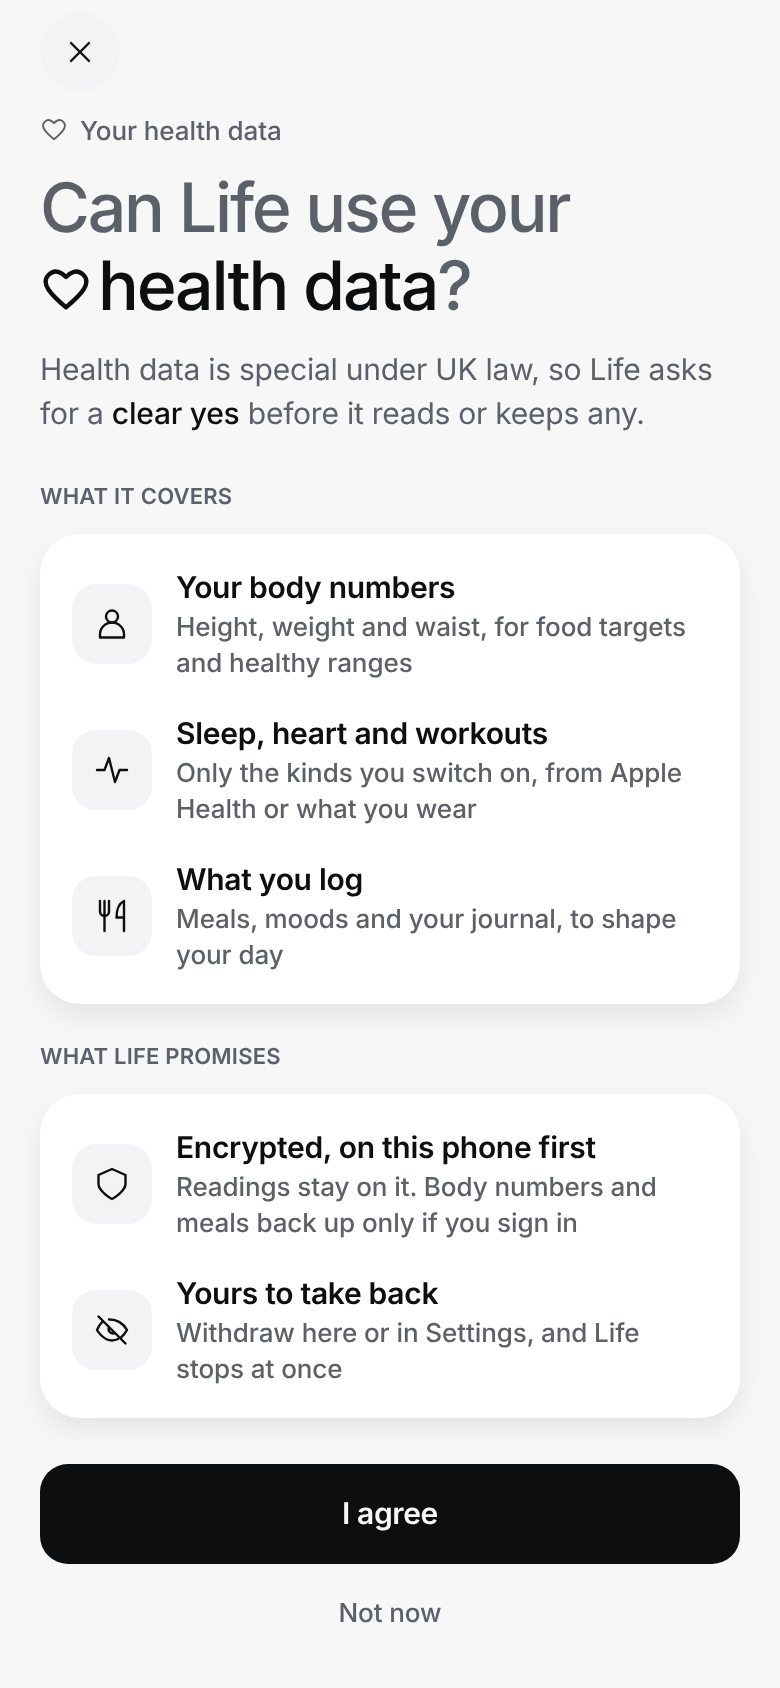 Your health data
Can Life use your
health data?
Health data is special under UK law, so Life asks
for a clear yes before it reads or keeps any.
WHAT IT COVERS
Your body numbers
Height, weight and waist, for food targets
and healthy ranges
Sleep, heart and workouts
Only the kinds you switch on, from Apple
Health or what you wear
What you log
Meals, moods and your journal, to shape
your day
WHAT LIFE PROMISES
Encrypted, on this phone first
Readings stay on it. Body numbers and
meals back up only if you sign in
Yours to take back
Withdraw here or in Settings, and Life
stops at once
I agree
Not now